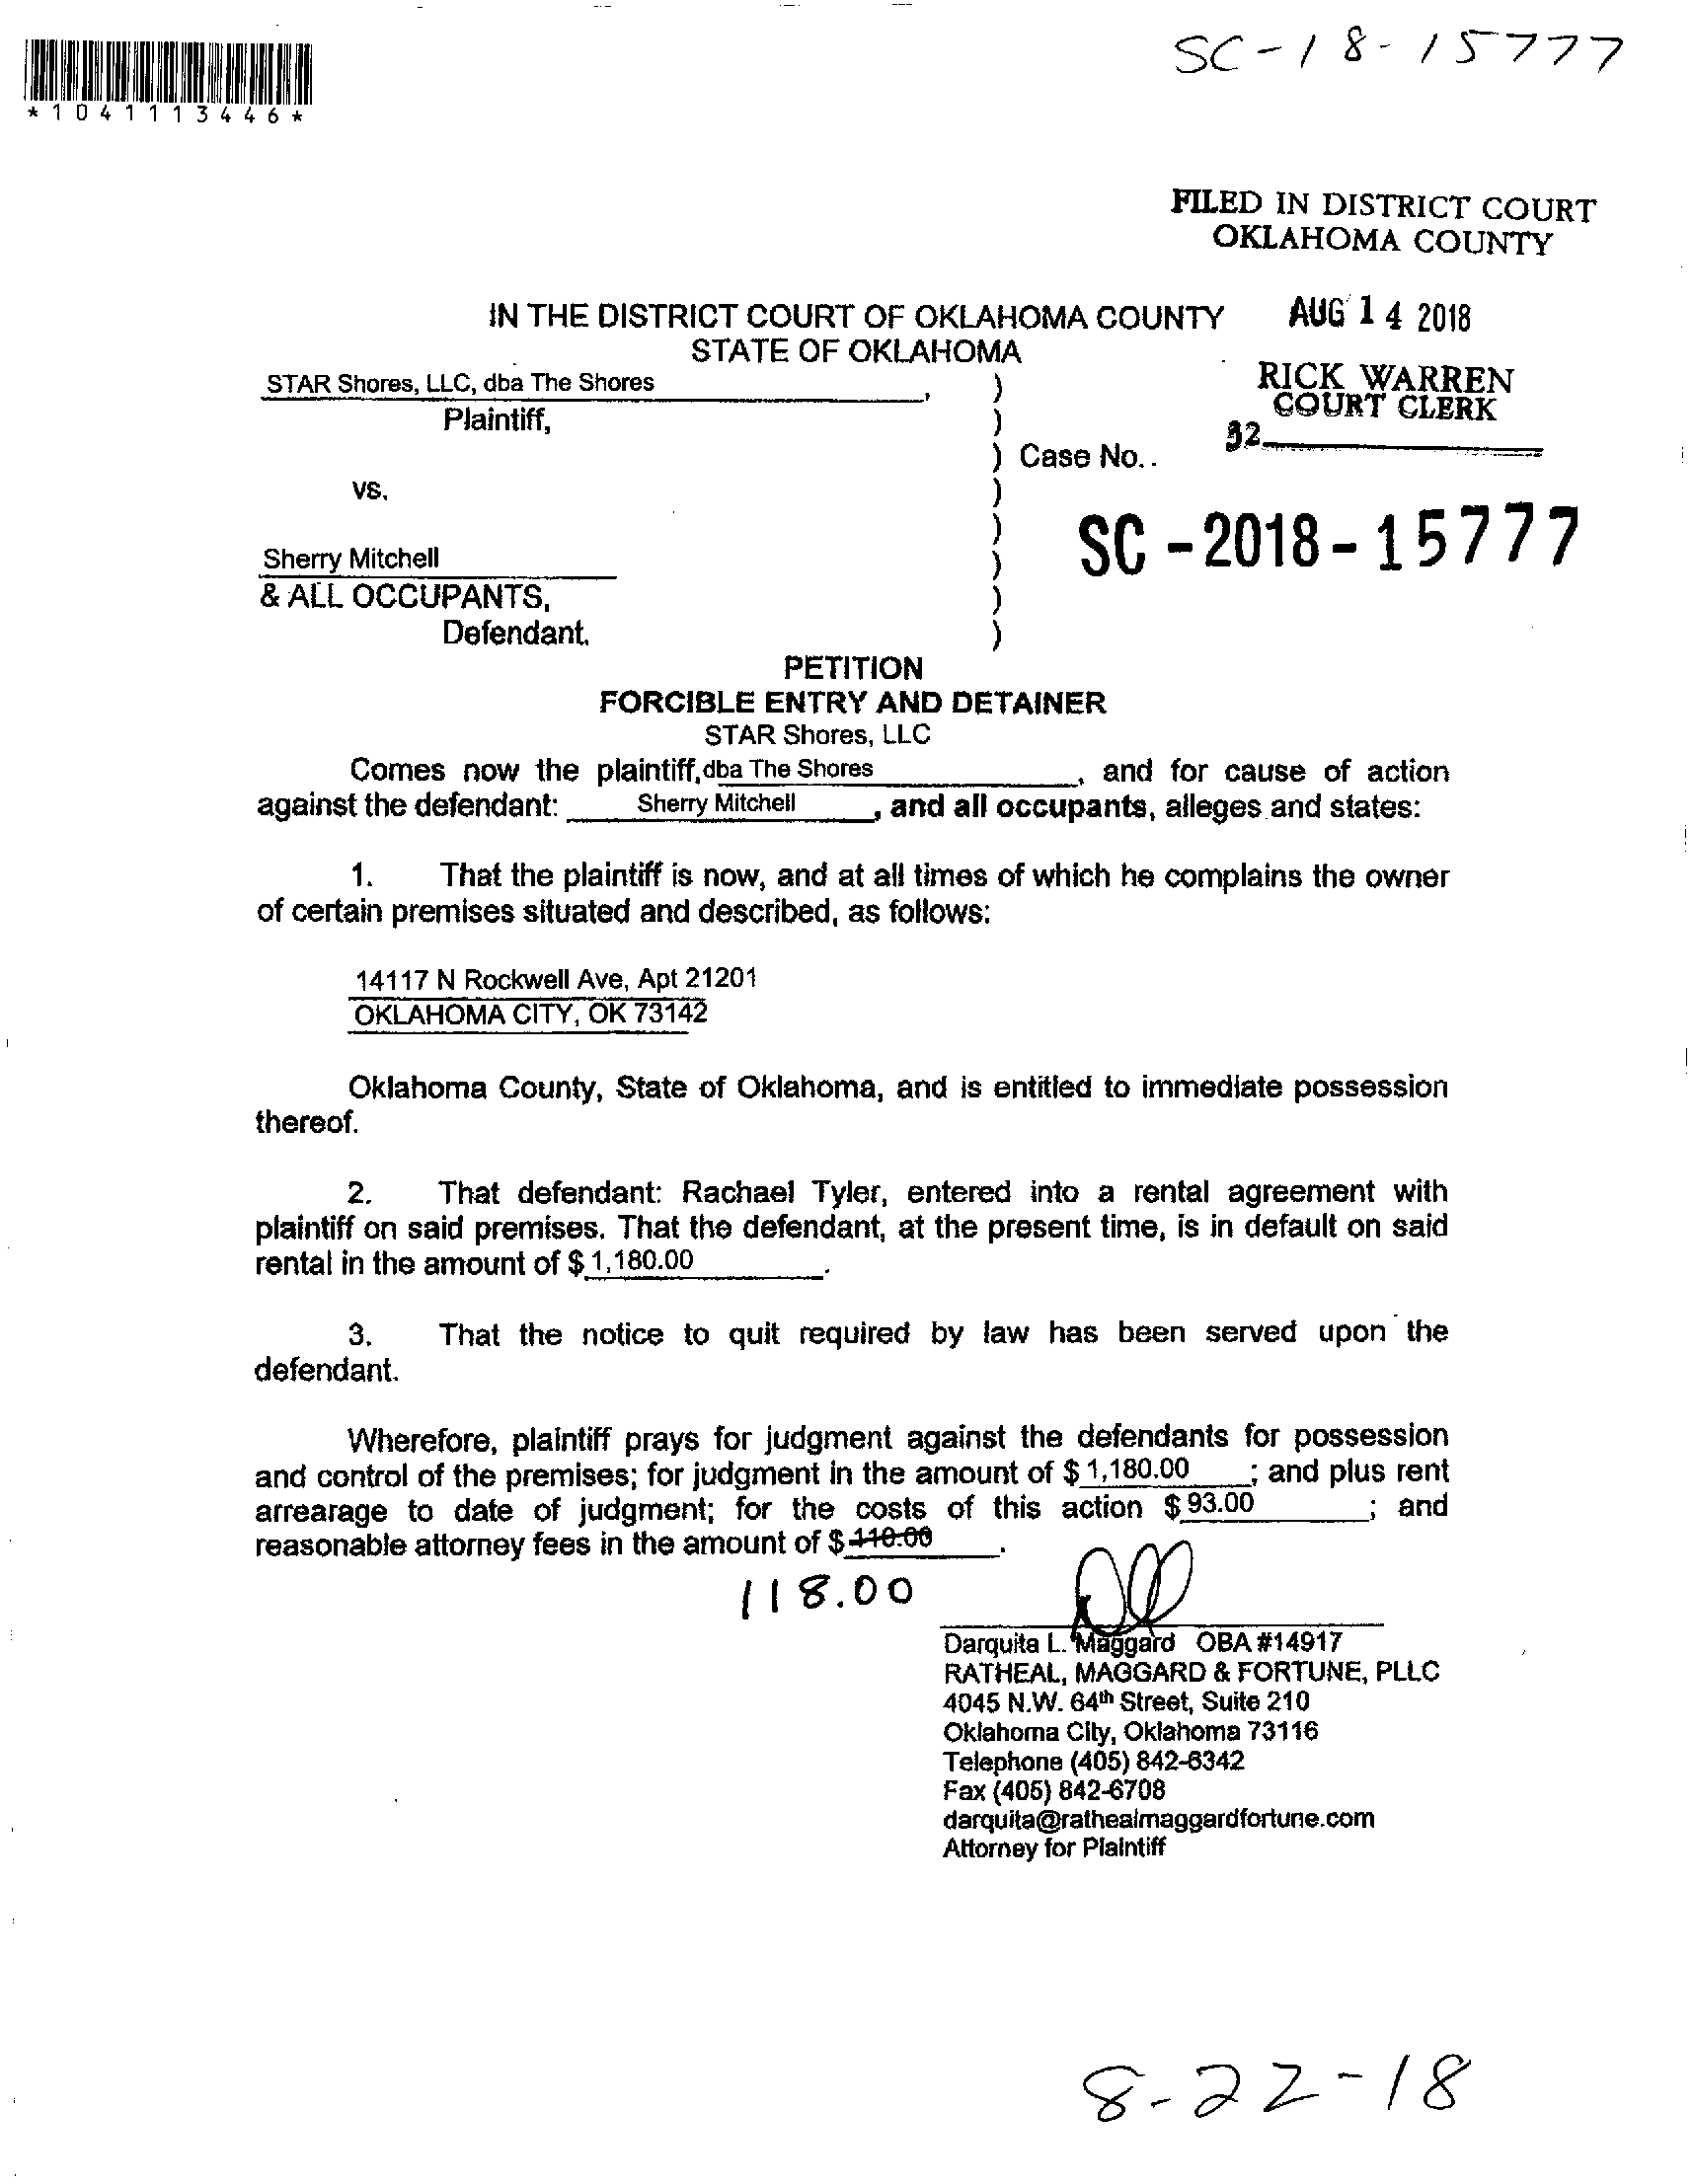 SC-18-15777
*1041113446*
FILED IN DISTRICT COURT
OKLAHOMA COUNTY
IN THE DISTRICT COURT OF OKLAHOMA COUNTY
AUG 14 2018
STATE OF OKLAHOMA
RICK WARREN
COURT CLERK
STAR Shores, LLC, dba The Shores, )
Plaintiff, )
32
) Case No..
vs. )
) SC-2018-15777
Sherry Mitchell )
& ALL OCCUPANTS, )
Defendant. )
PETITION
FORCIBLE ENTRY AND DETAINER
STAR Shores, LLC
Comes now the plaintiff, dba The Shores, and for cause of action
against the defendant: Sherry Mitchell, and all occupants, alleges and states:
1. That the plaintiff is now, and at all times of which he complains the owner
of certain premises situated and described, as follows:
14117 N Rockwell Ave, Apt 21201
OKLAHOMA CITY, OK 73142
Oklahoma County, State of Oklahoma, and is entitled to immediate possession
thereof.
2. That defendant: Rachael Tyler, entered into a rental agreement with
plaintiff on said premises. That the defendant, at the present time, is in default on said
rental in the amount of $ 1,180.00.
3. That the notice to quit required by law has been served upon the
defendant.
Wherefore, plaintiff prays for judgment against the defendants for possession
and control of the premises; for judgment in the amount of $ 1,180.00; and plus rent
arrearage to date of judgment; for the costs of this action $ 93.00; and
reasonable attorney fees in the amount of $ 110.00.
118.00
Darquita L. Maggard OBA #14917
RATHEAL, MAGGARD & FORTUNE, PLLC
4045 N.W. 64th Street, Suite 210
Oklahoma City, Oklahoma 73116
Telephone (405) 842-6342
Fax (405) 842-6708
darquita@rathealmaggardfortune.com
Attorney for Plaintiff
8-22-18